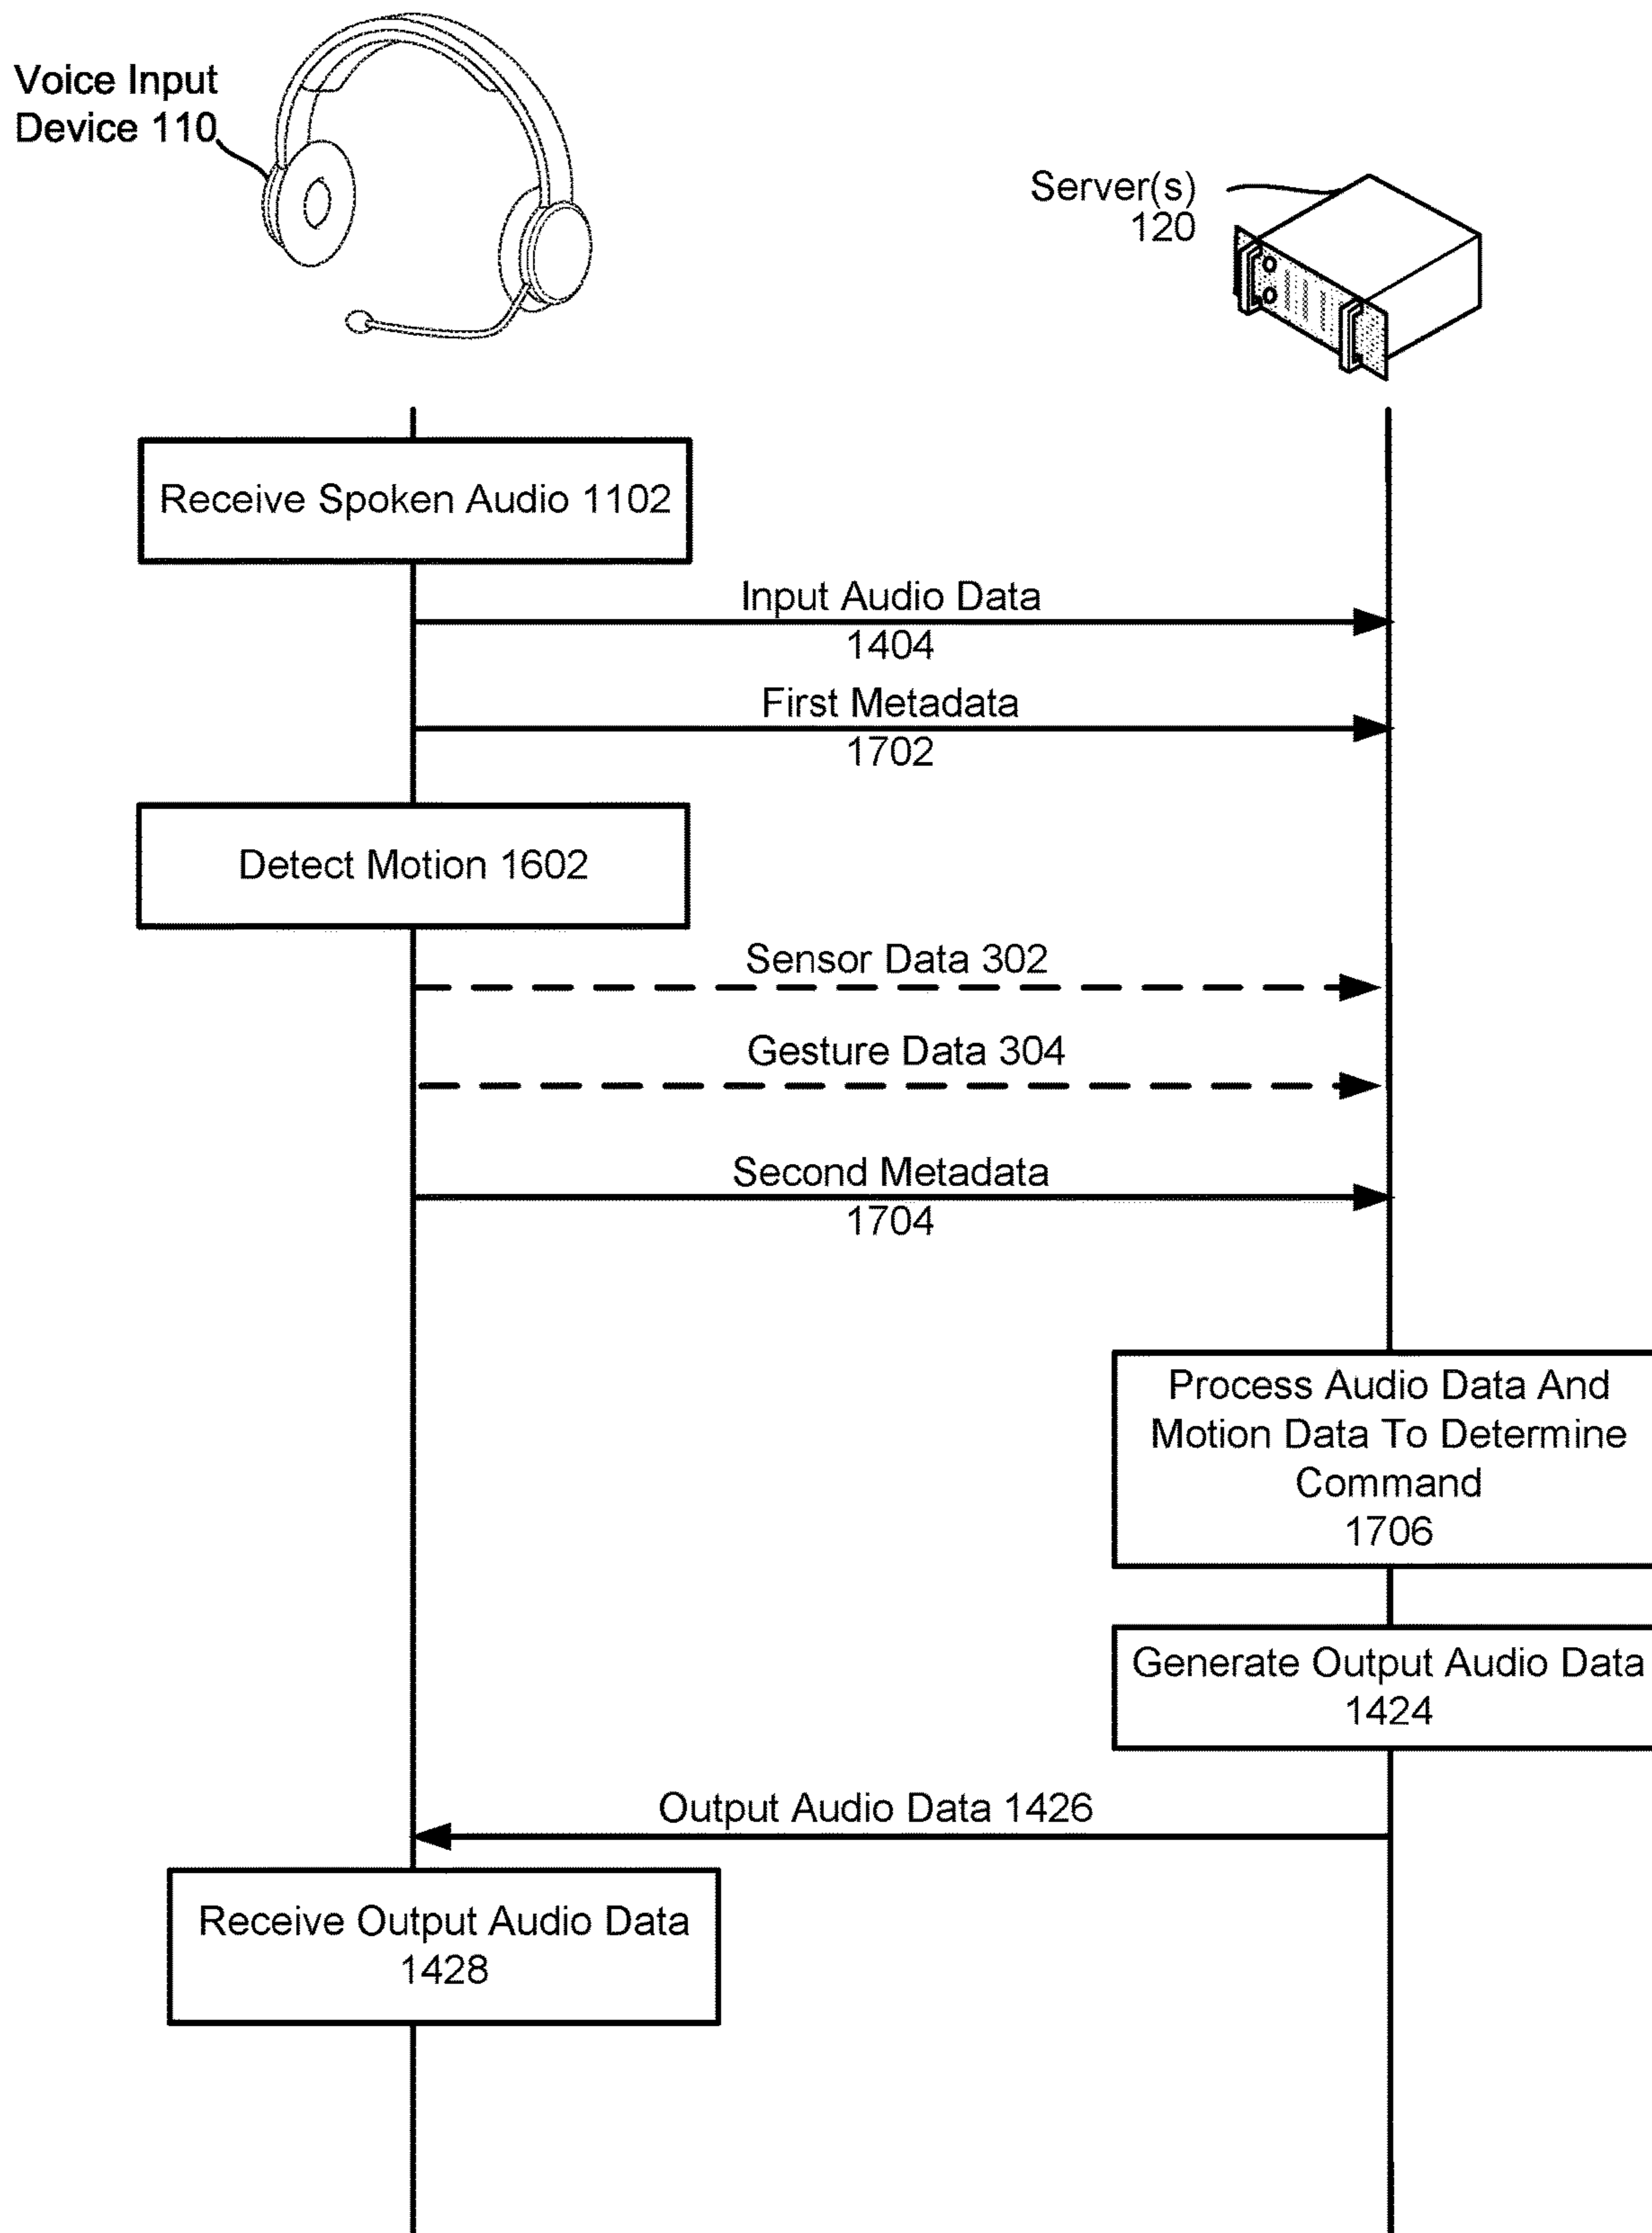 Voice Input
Device 110
Server(s)
120
Receive Spoken Audio 1102
Input Audio Data
1404
First Metadata
1702
Detect Motion 1602
Sensor Data 302
Gesture Data 304
Second Metadata
1704
Process Audio Data And
Motion Data To Determine
Command
1706
Generate Output Audio Data
1424
Output Audio Data 1426
Receive Output Audio Data
1428